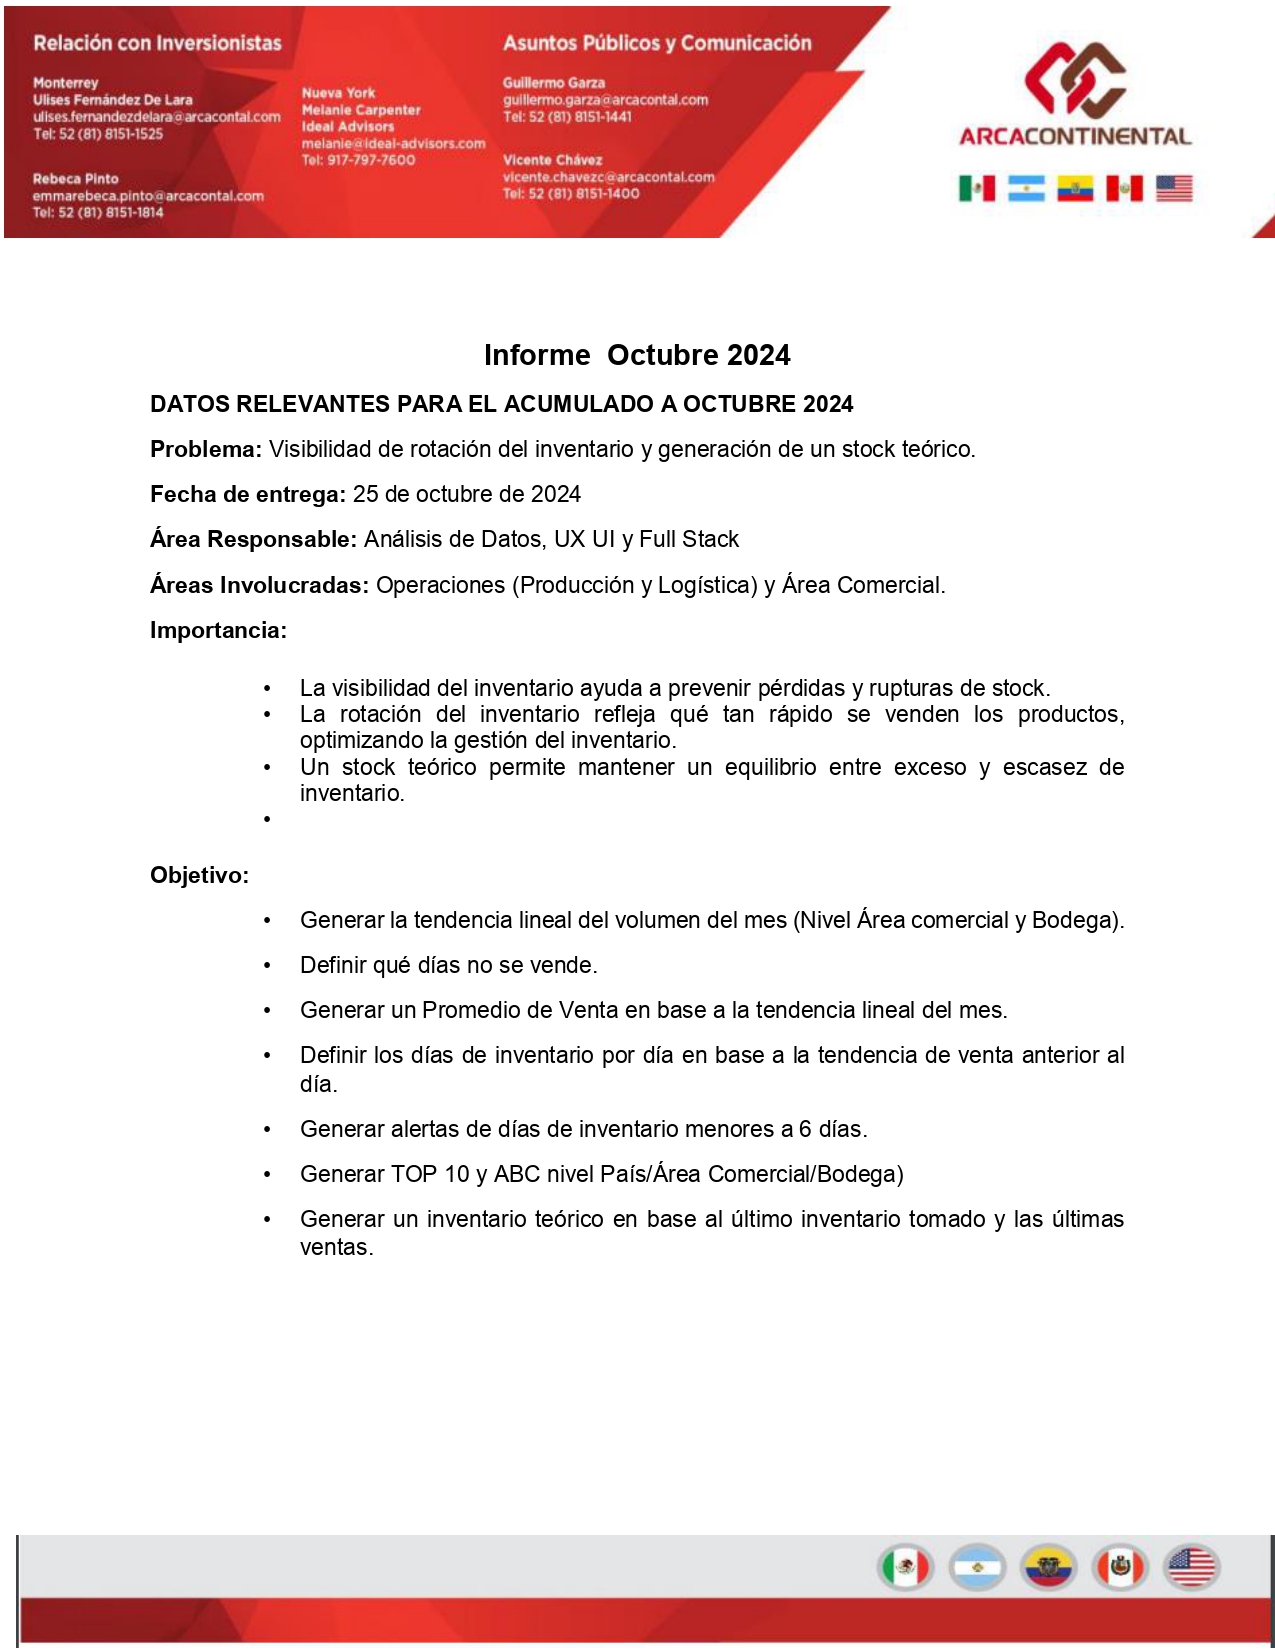 Relación con Inversionistas
Monterrey
Ulises Fernández De Lara
ulises.fernandezdelara@arcacontal.com
Tel: 52 (81) 8151-1525
Rebeca Pinto
emmarebeca.pinto@arcacontal.com
Tel: 52 (81) 8151-1814
Nueva York
Melanie Carpenter
Ideal Advisors
melanie@ideal-advisors.com
Tel: 917-797-7600
Asuntos Públicos y Comunicación
Guillermo Garza
guillermo.garza@arcacontal.com
Tel: 52 (81) 8151-1441
Vicente Chávez
vicente.chavezc@arcacontal.com
Tel: 52 (81) 8151-1400
ARCACONTINENTAL
Informe  Octubre 2024
DATOS RELEVANTES PARA EL ACUMULADO A OCTUBRE 2024
Problema: Visibilidad de rotación del inventario y generación de un stock teórico.
Fecha de entrega: 25 de octubre de 2024
Área Responsable: Análisis de Datos, UX UI y Full Stack
Áreas Involucradas: Operaciones (Producción y Logística) y Área Comercial.
Importancia:
• La visibilidad del inventario ayuda a prevenir pérdidas y rupturas de stock.
• La rotación del inventario refleja qué tan rápido se venden los productos,
optimizando la gestión del inventario.
• Un stock teórico permite mantener un equilibrio entre exceso y escasez de
inventario.
•
Objetivo:
• Generar la tendencia lineal del volumen del mes (Nivel Área comercial y Bodega).
• Definir qué días no se vende.
• Generar un Promedio de Venta en base a la tendencia lineal del mes.
• Definir los días de inventario por día en base a la tendencia de venta anterior al
día.
• Generar alertas de días de inventario menores a 6 días.
• Generar TOP 10 y ABC nivel País/Área Comercial/Bodega)
• Generar un inventario teórico en base al último inventario tomado y las últimas
ventas.